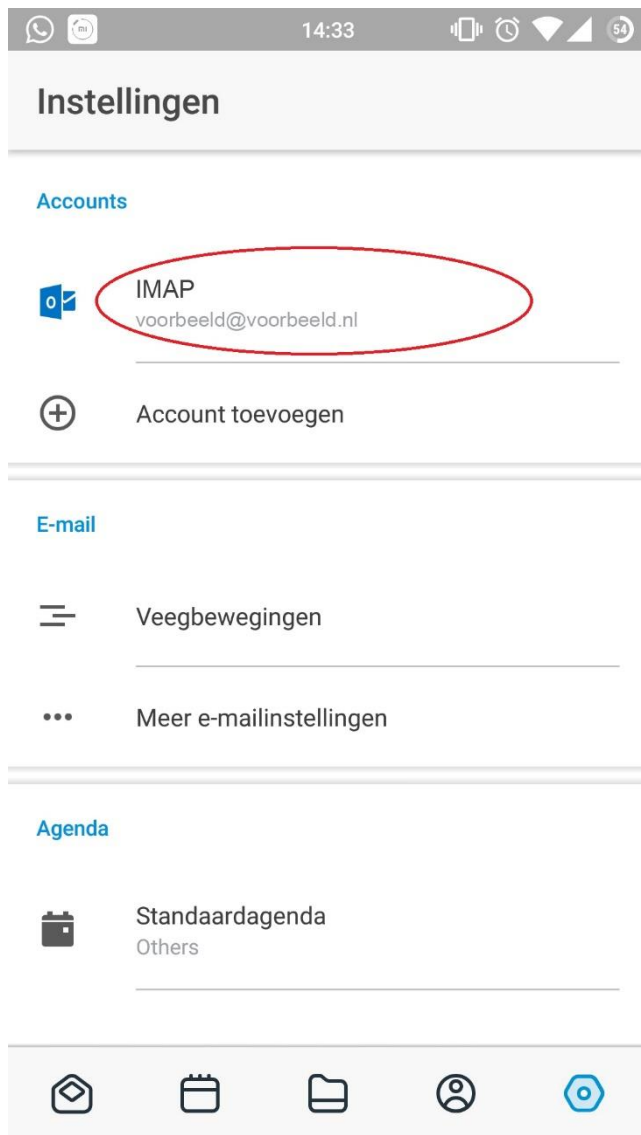 14:33
54
Instellingen
Accounts
IMAP
voorbeeld@voorbeeld.nl
Account toevoegen
E-mail
Veegbewegingen
Meer e-mailinstellingen
Agenda
Standaardagenda
Others